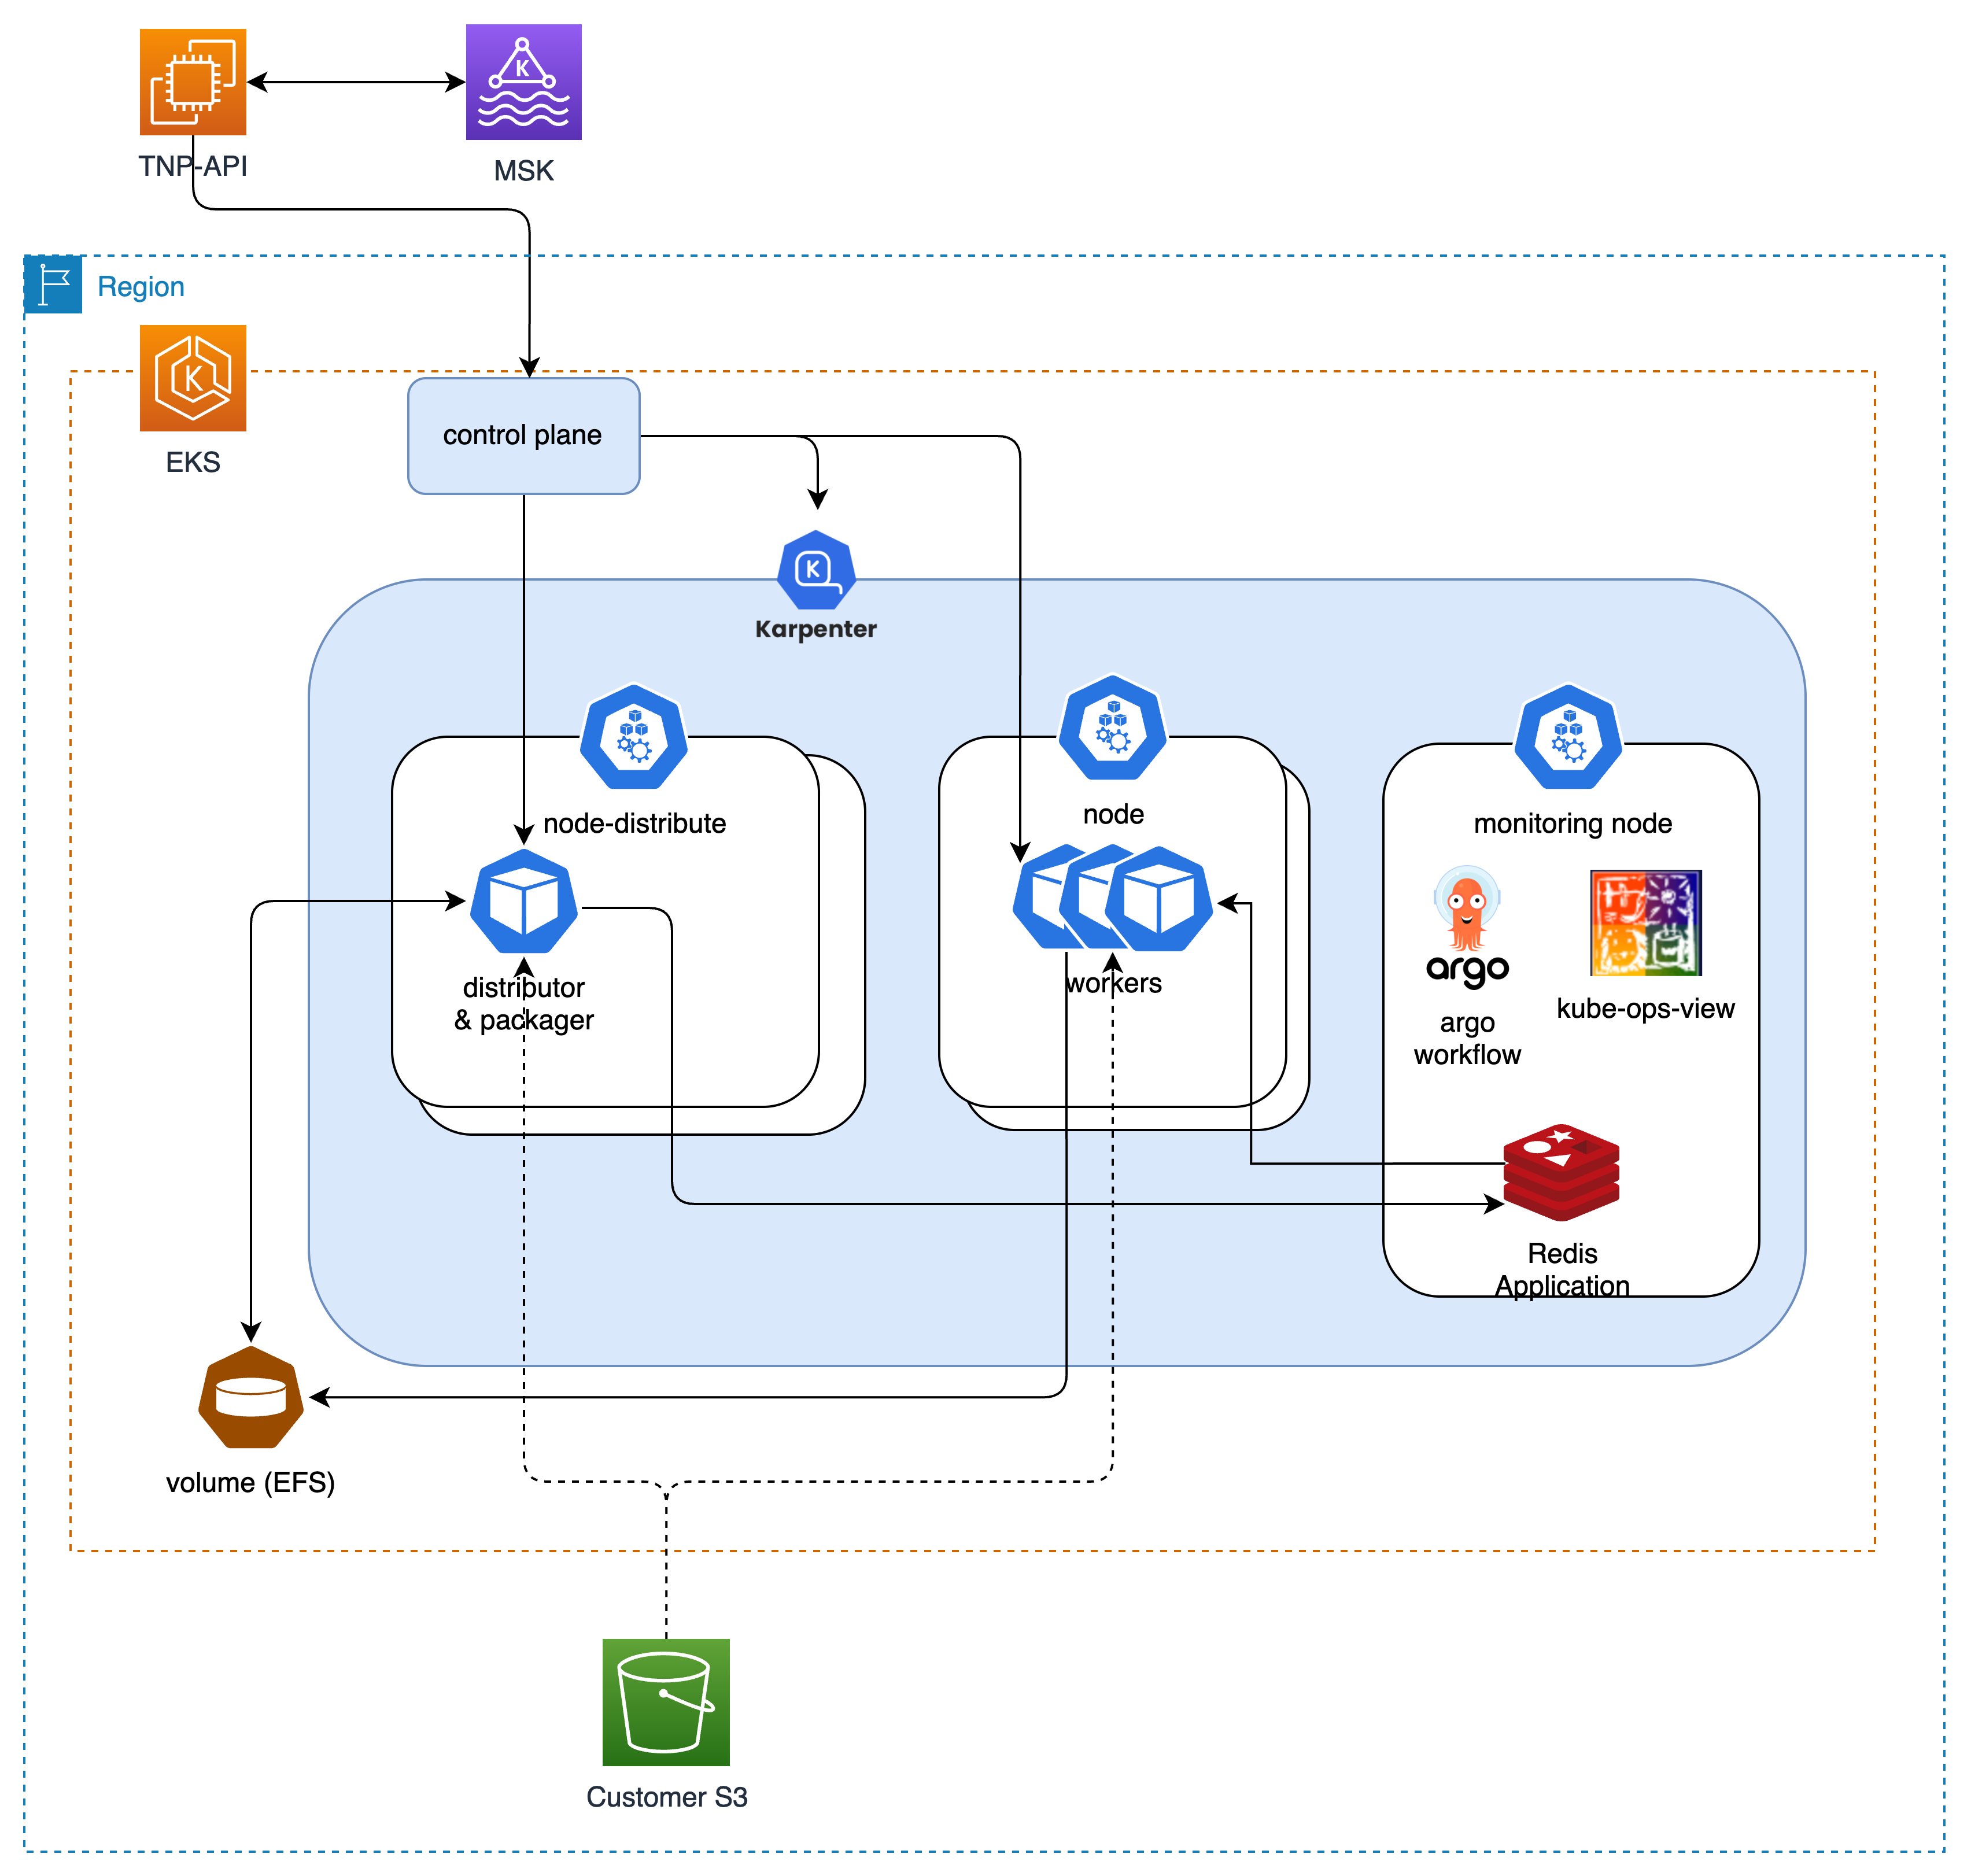 TNP-API
MSK
Region
EKS
control plane
Karpenter
node-distribute
node
monitoring node
distributor
& packager
workers
argo
argo
workflow
kube-ops-view
Redis
Application
volume (EFS)
Customer S3